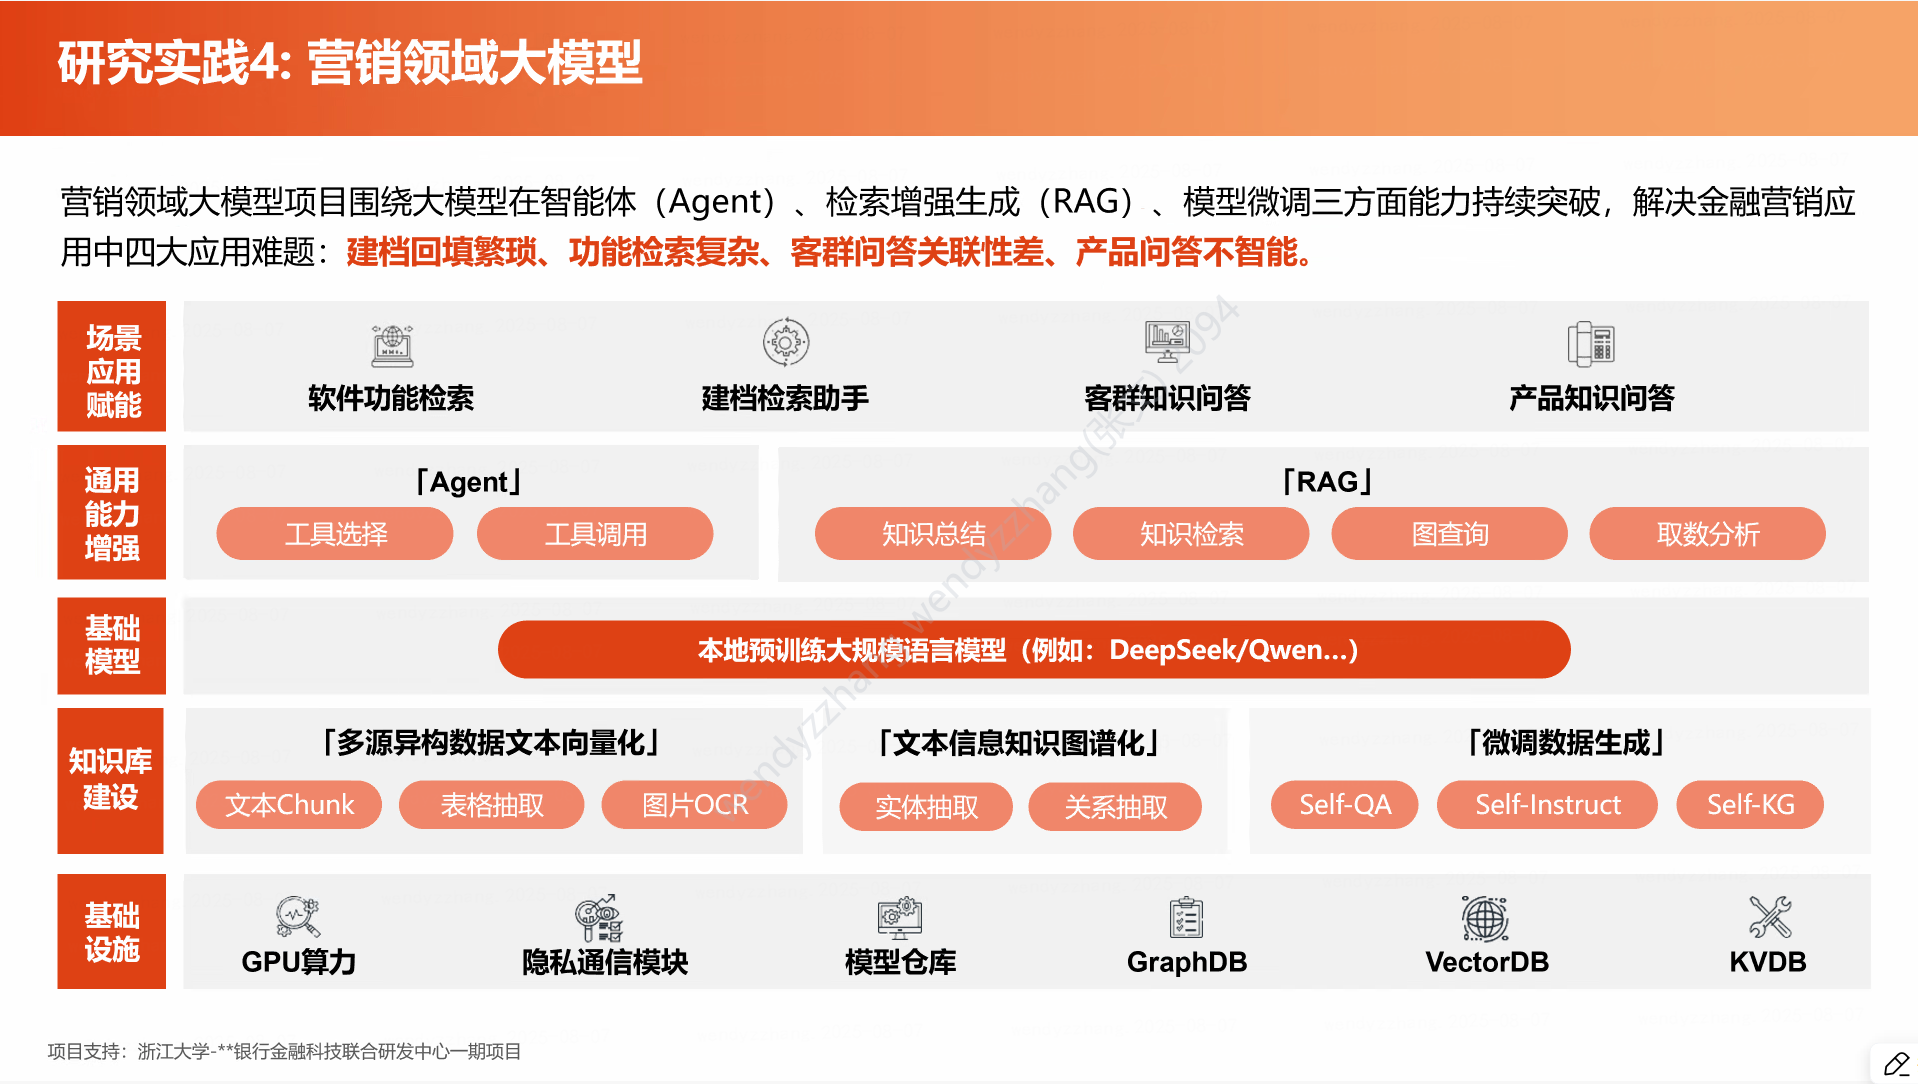 研究实践4: 营销领域大模型
营销领域大模型项目围绕大模型在智能体（Agent）、检索增强生成（RAG）、模型微调三方面能力持续突破，解决金融营销应
用中四大应用难题：建档回填繁琐、功能检索复杂、客群问答关联性差、产品问答不智能。
场景
应用
赋能
软件功能检索
建档检索助手
客群知识问答
产品知识问答
通用
能力
增强
「Agent」
工具选择
工具调用
「RAG」
知识总结
知识检索
图查询
取数分析
基础
模型
本地预训练大规模语言模型（例如：DeepSeek/Qwen...）
知识库
建设
「多源异构数据文本向量化」
文本Chunk
表格抽取
图片OCR
「文本信息知识图谱化」
实体抽取
关系抽取
「微调数据生成」
Self-QA
Self-Instruct
Self-KG
基础
设施
GPU算力
隐私通信模块
模型仓库
GraphDB
VectorDB
KVDB
项目支持：浙江大学-**银行金融科技联合研发中心一期项目